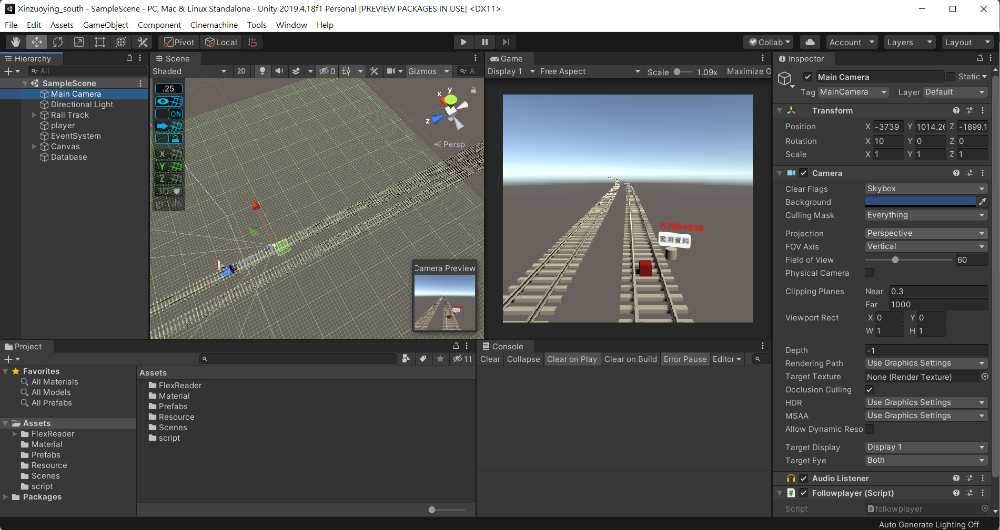 Xinzuoying_south - SampleScene - PC, Mac & Linux Standalone - Unity 2019.4.18f1 Personal [PREVIEW PACKAGES IN USE] <DX11>
File Edit Assets GameObject Component Cinemachine Tools Window Help
Pivot Local Collab Account Layers Layout
Hierarchy
All
SampleScene
Main Camera
Directional Light
Rail Track
player
EventSystem
Canvas
Database
Scene
Shaded 2D 0 Gizmos A
.25
ON
X
Y
Z
3D
grids
x y z
Persp
Camera Preview
Game
Display 1 Free Aspect Scale 1.09x Maximize O
K396+500
監測資料
Inspector
Main Camera Static
Tag MainCamera Layer Default
Transform
Position X -3739 Y 1014.26 Z -1899.1
Rotation X 10 Y 0 Z 0
Scale X 1 Y 1 Z 1
Camera
Clear Flags Skybox
Background
Culling Mask Everything
Projection Perspective
FOV Axis Vertical
Field of View 60
Physical Camera
Clipping Planes Near 0.3
Far 1000
Viewport Rect X 0 Y 0
W 1 H 1
Depth -1
Rendering Path Use Graphics Settings
Target Texture None (Render Texture)
Occlusion Culling
HDR Use Graphics Settings
MSAA Use Graphics Settings
Allow Dynamic Reso
Target Display Display 1
Target Eye Both
Audio Listener
Followplayer (Script)
Script followplayer
Project
11
Favorites
All Materials
All Models
All Prefabs
Assets
FlexReader
Material
Prefabs
Resource
Scenes
script
Packages
Assets
FlexReader
Material
Prefabs
Resource
Scenes
script
Console
Clear Collapse Clear on Play Clear on Build Error Pause Editor
Auto Generate Lighting Off